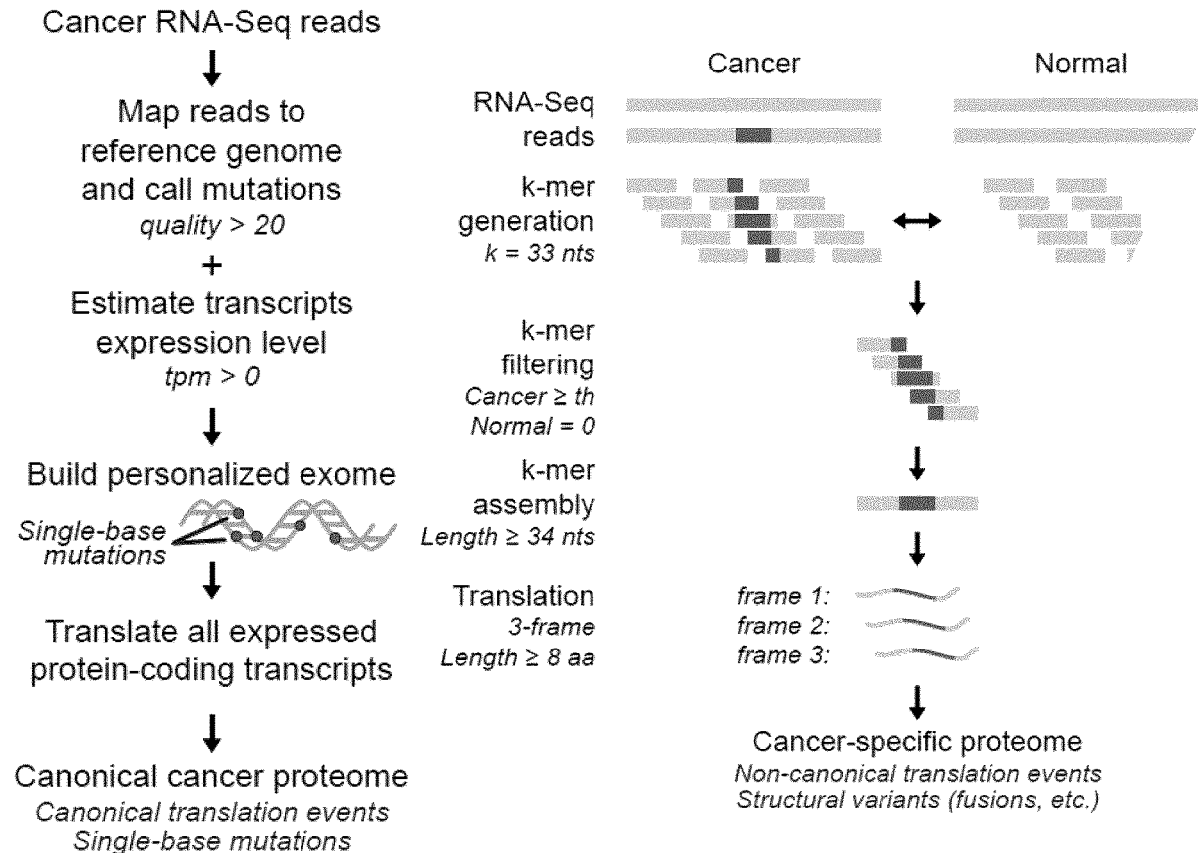 Cancer RNA-Seq reads
Map reads to
reference genome
and call mutations
quality > 20
+
Estimate transcripts
expression level
tpm > 0
Build personalized exome
Single-base
mutations
Translate all expressed
protein-coding transcripts
Canonical cancer proteome
Canonical translation events
Single-base mutations
Cancer
Normal
RNA-Seq
reads
k-mer
generation
k = 33 nts
k-mer
filtering
Cancer ≥ th
Normal = 0
k-mer
assembly
Length ≥ 34 nts
Translation
3-frame
Length ≥ 8 aa
frame 1:
frame 2:
frame 3:
Cancer-specific proteome
Non-canonical translation events
Structural variants (fusions, etc.)